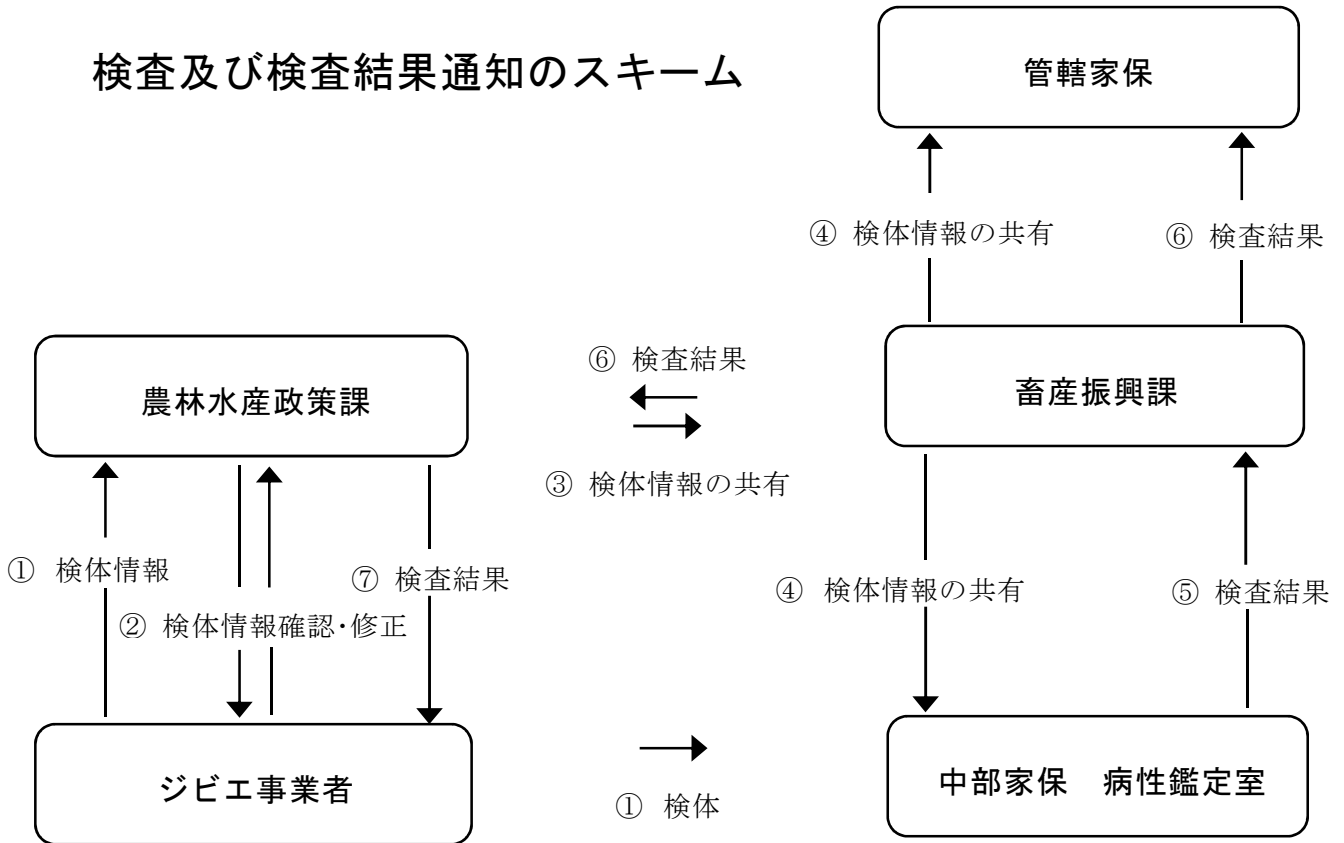 検査及び検査結果通知のスキーム
管轄家保
④ 検体情報の共有
⑥ 検査結果
農林水産政策課
⑥ 検査結果
③ 検体情報の共有
畜産振興課
① 検体情報
② 検体情報確認・修正
⑦ 検査結果
④ 検体情報の共有
⑤ 検査結果
ジビエ事業者
① 検体
中部家保 病性鑑定室